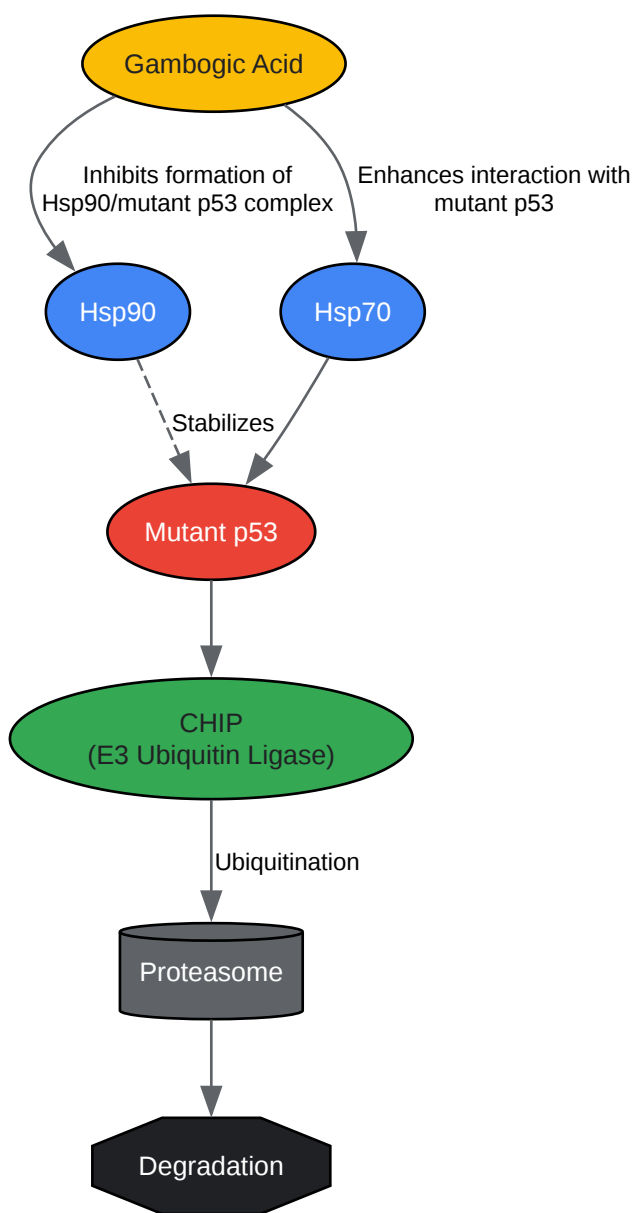 Gambogic Acid
Inhibits formation of
Hsp90/mutant p53 complex
Enhances interaction with
mutant p53
Hsp90
Hsp70
Stabilizes
Mutant p53
CHIP
(E3 Ubiquitin Ligase)
Ubiquitination
Proteasome
Degradation